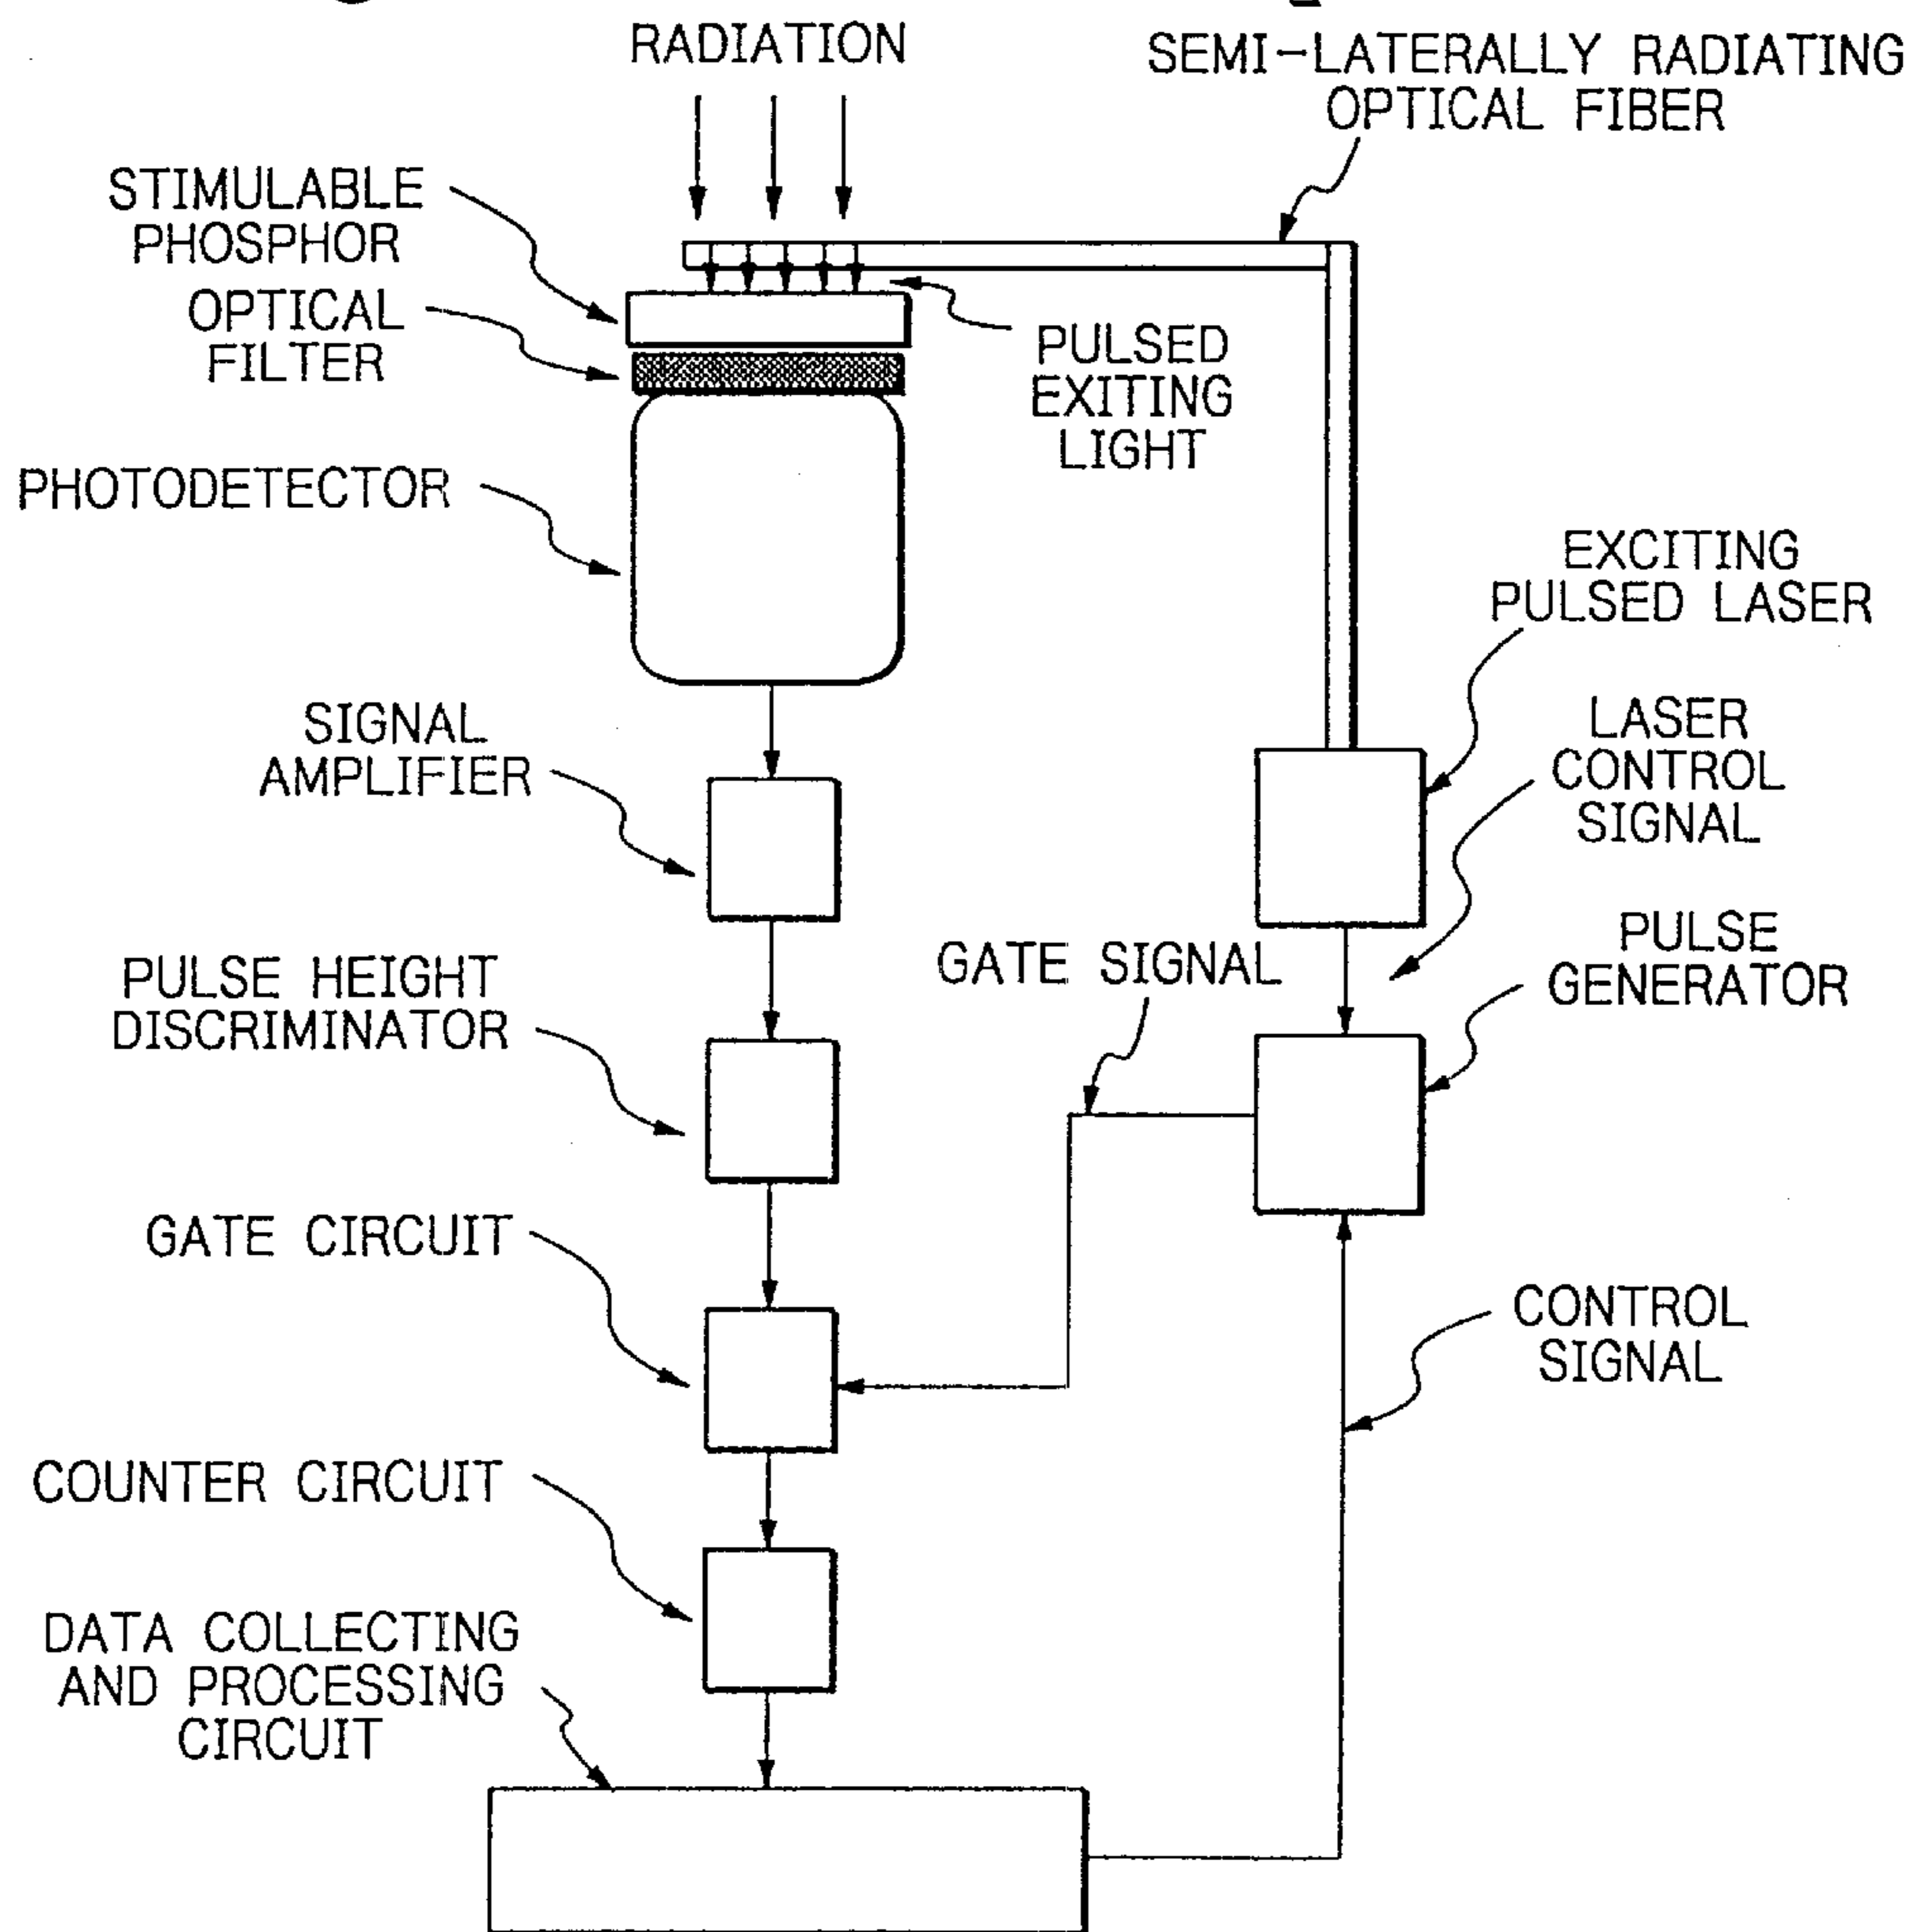 RADIATION
SEMI-LATERALLY RADIATING
OPTICAL FIBER
STIMULABLE
PHOSPHOR
OPTICAL
FILTER
PULSED
EXITING
LIGHT
PHOTODETECTOR
EXCITING
PULSED LASER
SIGNAL
AMPLIFIER
LASER
CONTROL
SIGNAL
PULSE HEIGHT
DISCRIMINATOR
GATE SIGNAL
PULSE
GENERATOR
GATE CIRCUIT
CONTROL
SIGNAL
COUNTER CIRCUIT
DATA COLLECTING
AND PROCESSING
CIRCUIT